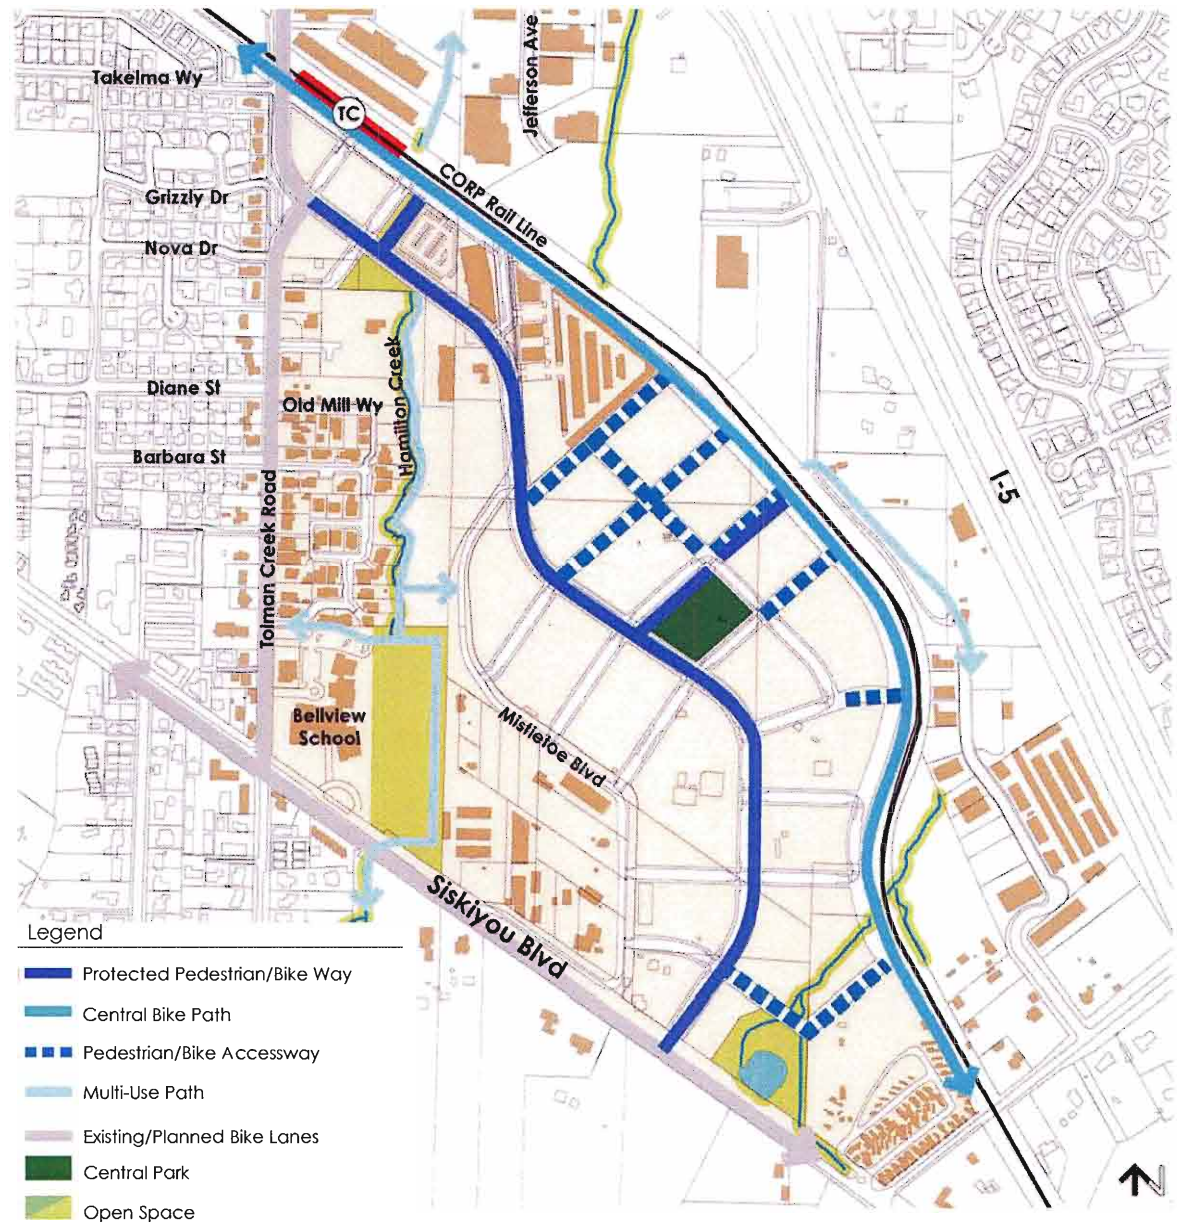 Jefferson Ave
Takelma Wy
TC
CORP Rail Line
Grizzly Dr
Nova Dr
Hamilton Creek
Diane St
Old Mill Wy
Barbara St
Tolman Creek Road
I-5
Bellview
School
Mistletoe Blvd
Siskiyou Blvd
Legend
Protected Pedestrian/Bike Way
Central Bike Path
Pedestrian/Bike Accessway
Multi-Use Path
Existing/Planned Bike Lanes
Central Park
Open Space
N